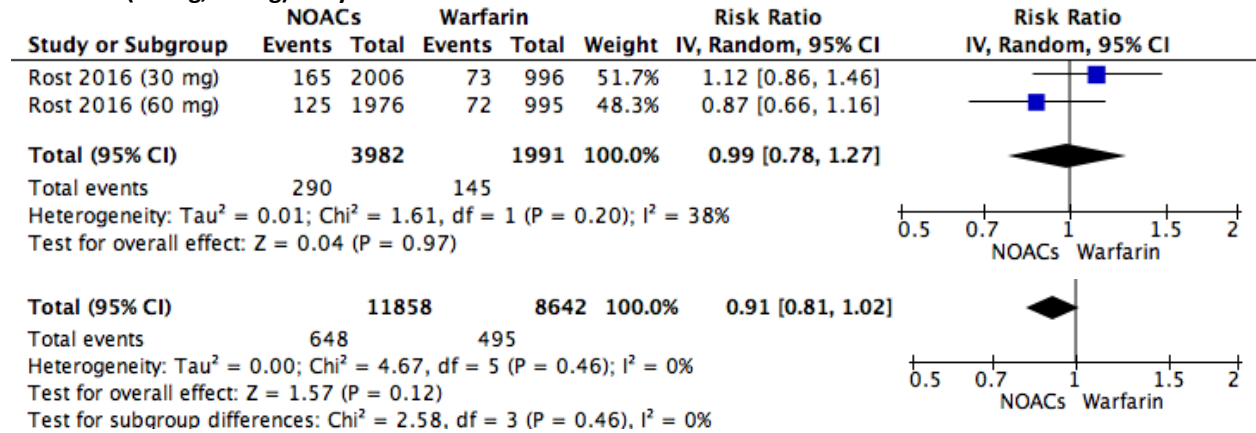 NOACs Warfarin Risk Ratio Risk Ratio
Study or Subgroup Events Total Events Total Weight IV, Random, 95% CI IV, Random, 95% CI
Rost 2016 (30 mg) 165 2006 73 996 51.7% 1.12 [0.86, 1.46]
Rost 2016 (60 mg) 125 1976 72 995 48.3% 0.87 [0.66, 1.16]
Total (95% CI) 3982 1991 100.0% 0.99 [0.78, 1.27]
Total events 290 145
Heterogeneity: Tau² = 0.01; Chi² = 1.61, df = 1 (P = 0.20); I² = 38%
Test for overall effect: Z = 0.04 (P = 0.97)
0.5 0.7 1 1.5 2
NOACs Warfarin
Total (95% CI) 11858 8642 100.0% 0.91 [0.81, 1.02]
Total events 648 495
Heterogeneity: Tau² = 0.00; Chi² = 4.67, df = 5 (P = 0.46); I² = 0%
Test for overall effect: Z = 1.57 (P = 0.12)
Test for subgroup differences: Chi² = 2.58, df = 3 (P = 0.46), I² = 0%
0.5 0.7 1 1.5 2
NOACs Warfarin